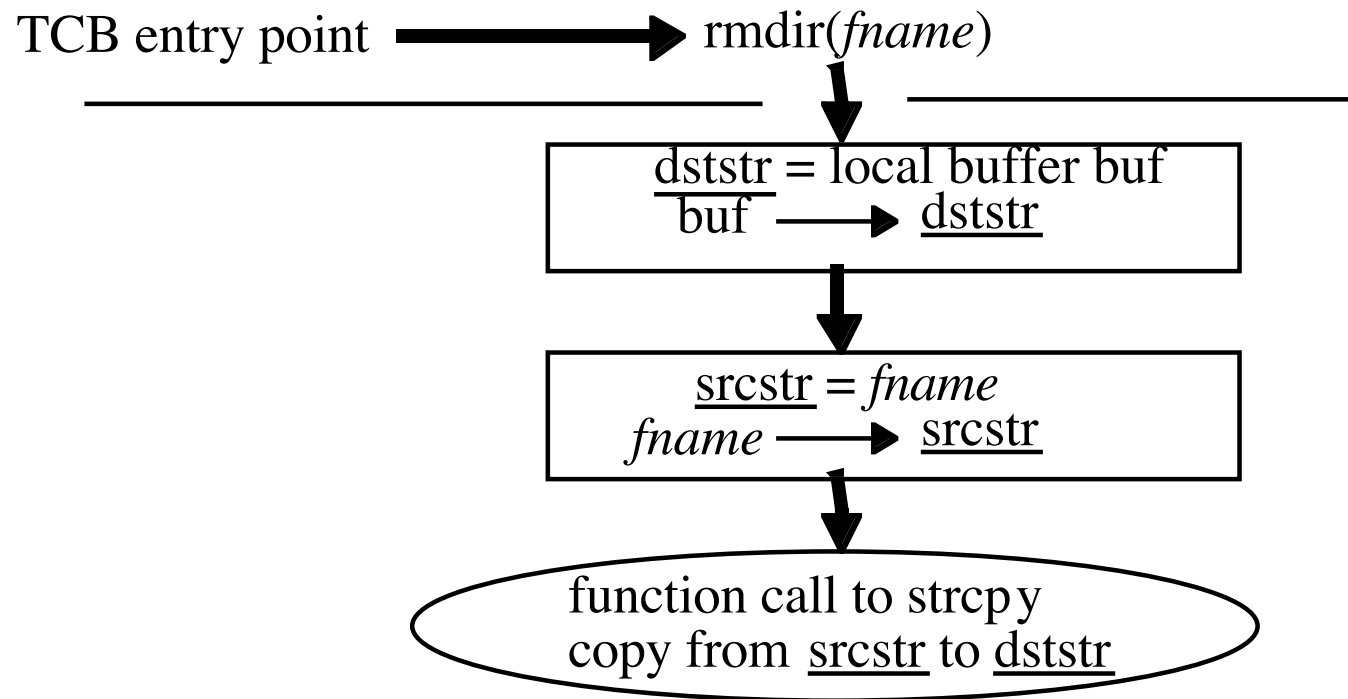 TCB entry point rmdir(fname)
dststr = local buffer buf
buf dststr
srcstr = fname
fname srcstr
function call to strcpy
copy from srcstr to dststr